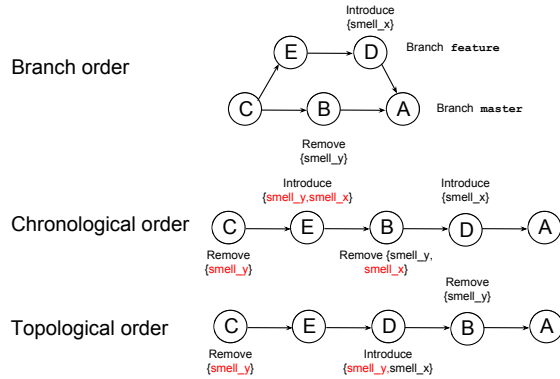 Introduce
{smell_x}
E
D
Branch feature
Branch order
C
B
A
Branch master
Remove
{smell_y}
Introduce
{smell_y,smell_x}
Introduce
{smell_x}
Chronological order
C
E
B
D
A
Remove
{smell_y}
Remove {smell_y,
smell_x}
Remove
{smell_y}
Topological order
C
E
D
B
A
Remove
{smell_y}
Introduce
{smell_y,smell_x}